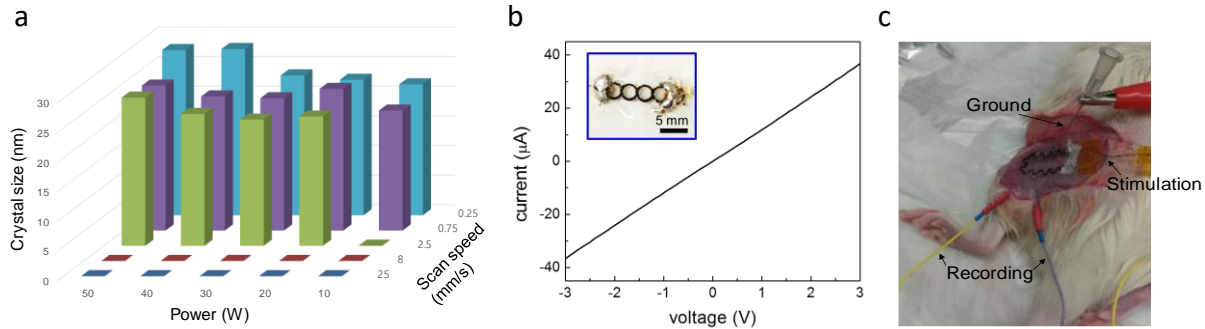 a
30
25
20
15
10
5
0
Crystal size (nm)
50
40
30
20
10
Power (W)
0.25
0.75
2.5
8
25
Scan speed
(mm/s)
b
40
20
0
-20
-40
current (μA)
5 mm
-3
-2
-1
0
1
2
3
voltage (V)
c
Ground
Stimulation
Recording